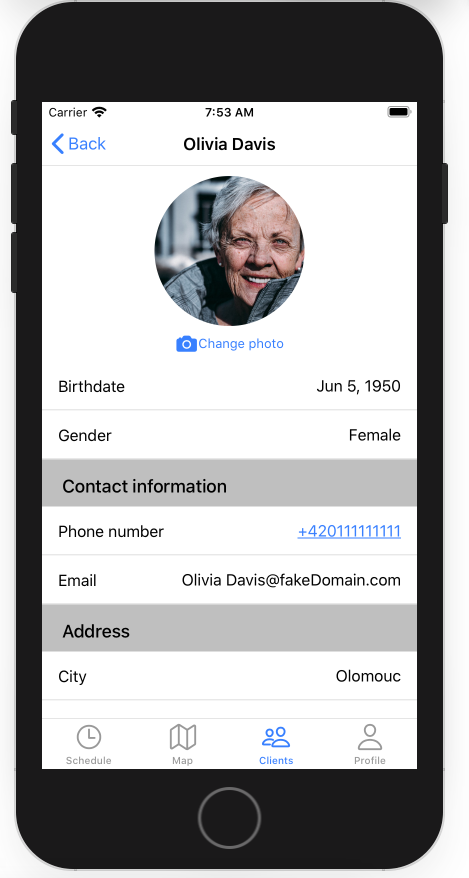 Carrier 7:53 AM
Back Olivia Davis
Change photo
Birthdate Jun 5, 1950
Gender Female
Contact information
Phone number +420111111111
Email Olivia Davis@fakeDomain.com
Address
City Olomouc
Schedule Map Clients Profile